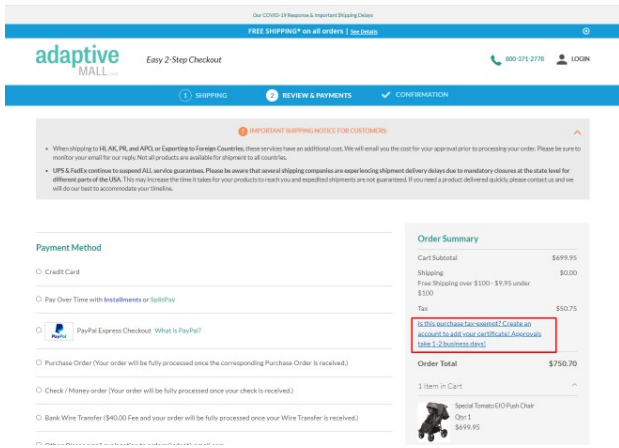 Our COVID-19 Response & Important Shipping Delays
FREE SHIPPING* on all orders | See Details
adaptive
MALL.com
Easy 2-Step Checkout
800-371-2778
LOGIN
1 SHIPPING
2 REVIEW & PAYMENTS
CONFIRMATION
IMPORTANT SHIPPING NOTICE FOR CUSTOMERS:
• When shipping to HI, AK, PR, and APO, or Exporting to Foreign Countries, these services have an additional cost. We will email you the cost for your approval prior to processing your order. Please be sure to
monitor your email for our reply. Not all products are available for shipment to all countries.
• UPS & FedEx continue to suspend ALL service guarantees. Please be aware that several shipping companies are experiencing shipment delivery delays due to mandatory closures at the state level for
different parts of the USA. This may increase the time it takes for your products to reach you and expedited shipments are not guaranteed. If you need a product delivered quickly, please contact us and we
will do our best to accommodate your timeline.
Payment Method
Credit Card
Pay Over Time with Installments or SplitPay
PayPal
PayPal Express Checkout What is PayPal?
Purchase Order (Your order will be fully processed once the corresponding Purchase Order is received.)
Check / Money order (Your order will be fully processed once your check is received.)
Bank Wire Transfer ($40.00 Fee and your order will be fully processed once your Wire Transfer is received.)
Order Summary
Cart Subtotal $699.95
Shipping $0.00
Free Shipping over $100 - $9.95 under
$100
Tax $50.75
Is this purchase tax-exempt? Create an
account to add your certificate! Approvals
take 1-2 business days!
Order Total $750.70
1 Item in Cart
Special Tomato EIO Push Chair
Qty: 1
$699.95